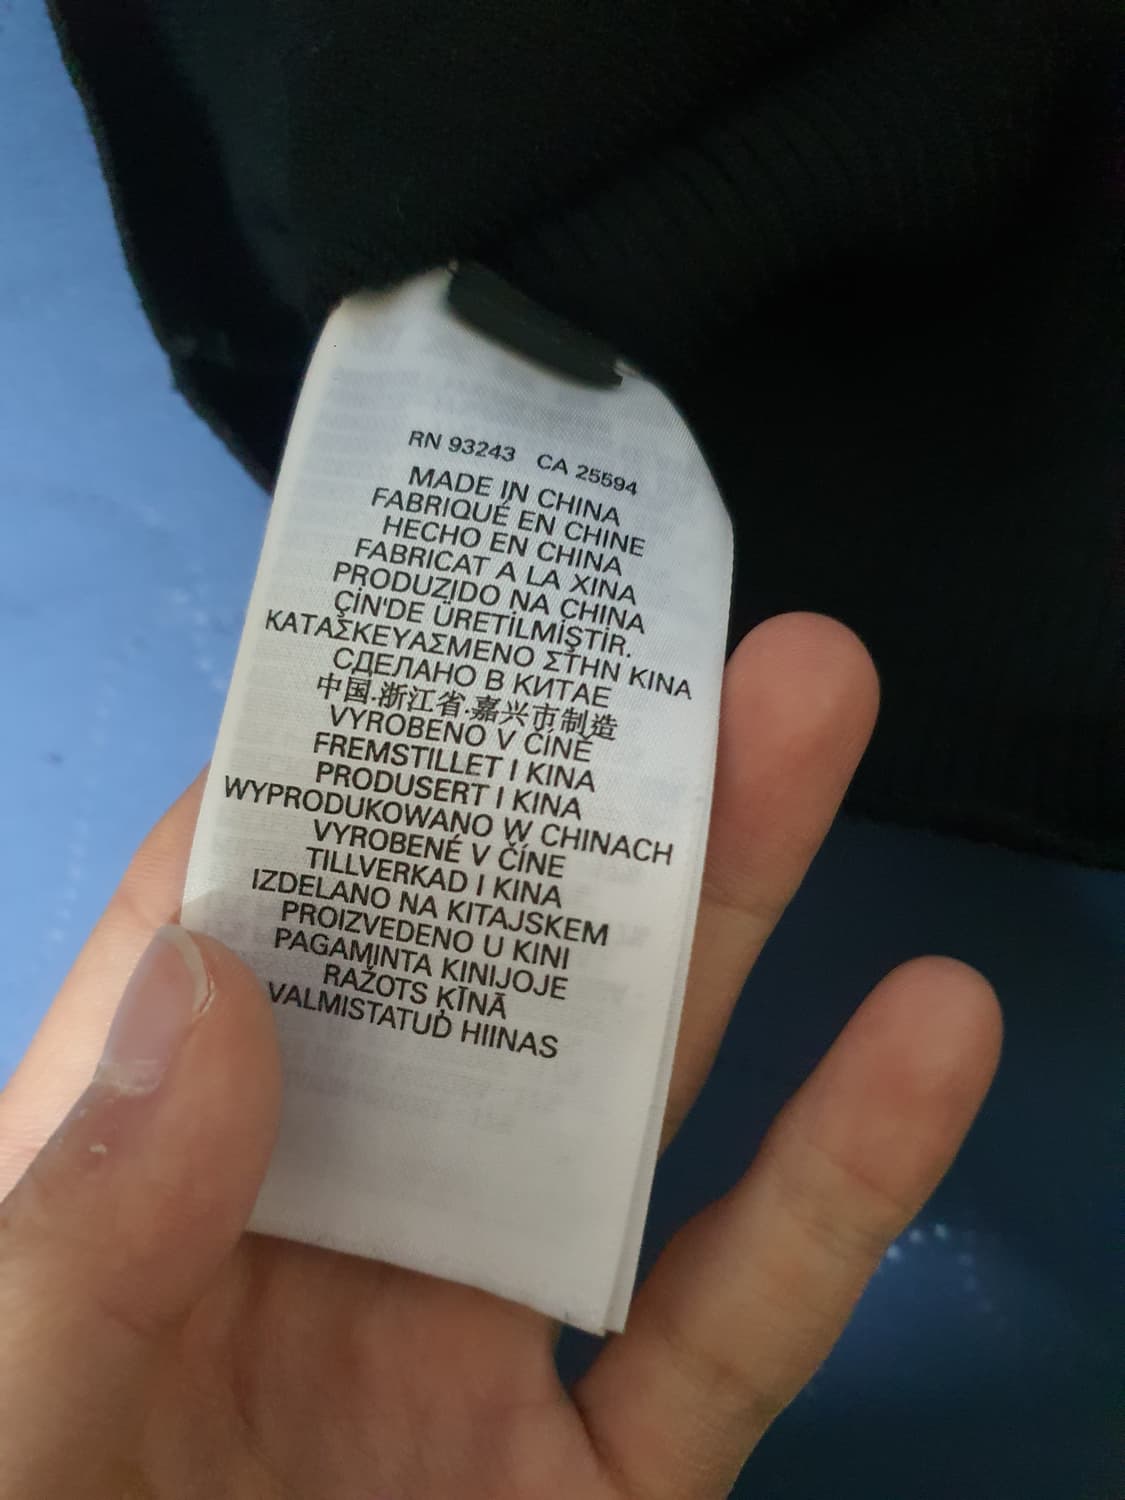 RN 93243 CA 25594
MADE IN CHINA
FABRIQUÉ EN CHINE
HECHO EN CHINA
FABRICAT A LA XINA
PRODUZIDO NA CHINA
ÇİN'DE ÜRETİLMİŞTİR.
ΚΑΤΑΣΚΕΥΑΣΜΕΝΟ ΣΤΗΝ ΚΙΝΑ
СДЕЛАНО В КИТАЕ
中国.浙江省.嘉兴市制造
VYROBENO V ČÍNĚ
FREMSTILLET I KINA
PRODUSERT I KINA
WYPRODUKOWANO W CHINACH
VYROBENÉ V ČÍNE
TILLVERKAD I KINA
IZDELANO NA KITAJSKEM
PROIZVEDENO U KINI
PAGAMINTA KINIJOJE
RAŽOTS ĶĪNĀ
VALMISTATUD HIINAS